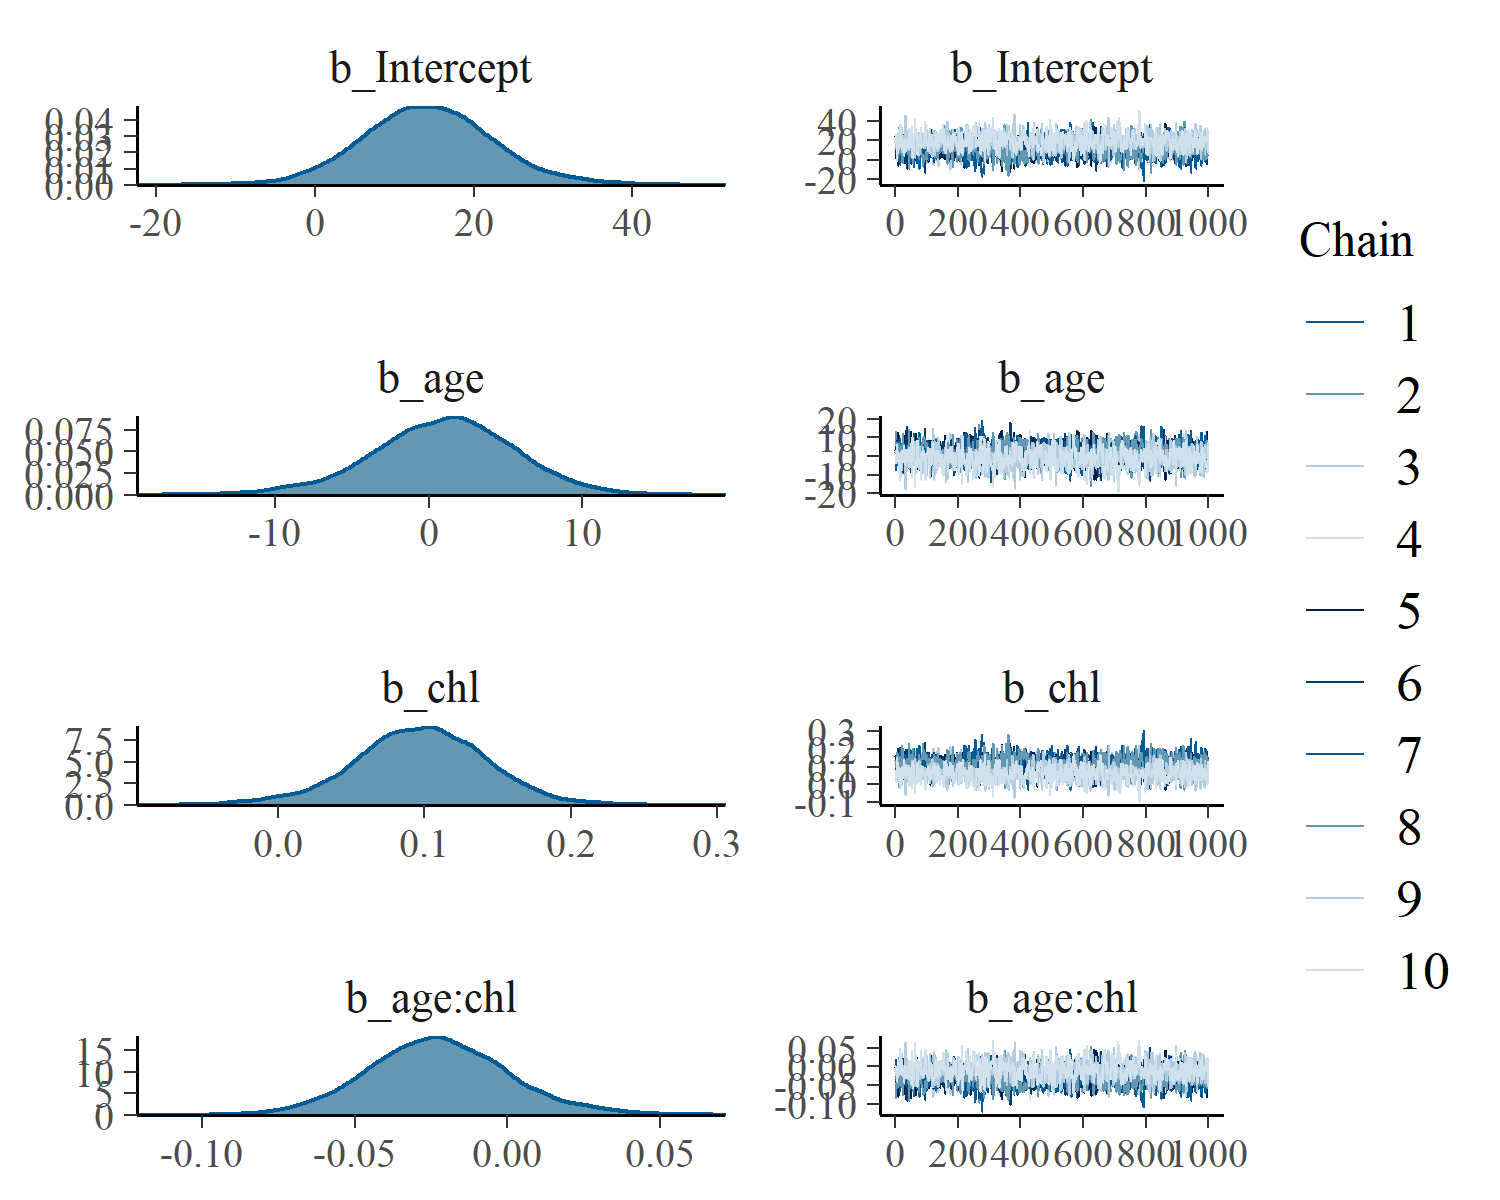 b_Intercept
0.04
0.03
0.02
0.01
0.00
-20 0 20 40
b_Intercept
40
20
0
-20
0 200 400 600 800 1000
b_age
0.075
0.050
0.025
0.000
-10 0 10
b_age
20
10
0
-10
-20
0 200 400 600 800 1000
b_chl
7.5
5.0
2.5
0.0
0.0 0.1 0.2 0.3
b_chl
0.3
0.2
0.1
0.0
-0.1
0 200 400 600 800 1000
b_age:chl
15
10
5
0
-0.10 -0.05 0.00 0.05
b_age:chl
0.05
0.00
-0.05
-0.10
0 200 400 600 800 1000
Chain
1
2
3
4
5
6
7
8
9
10